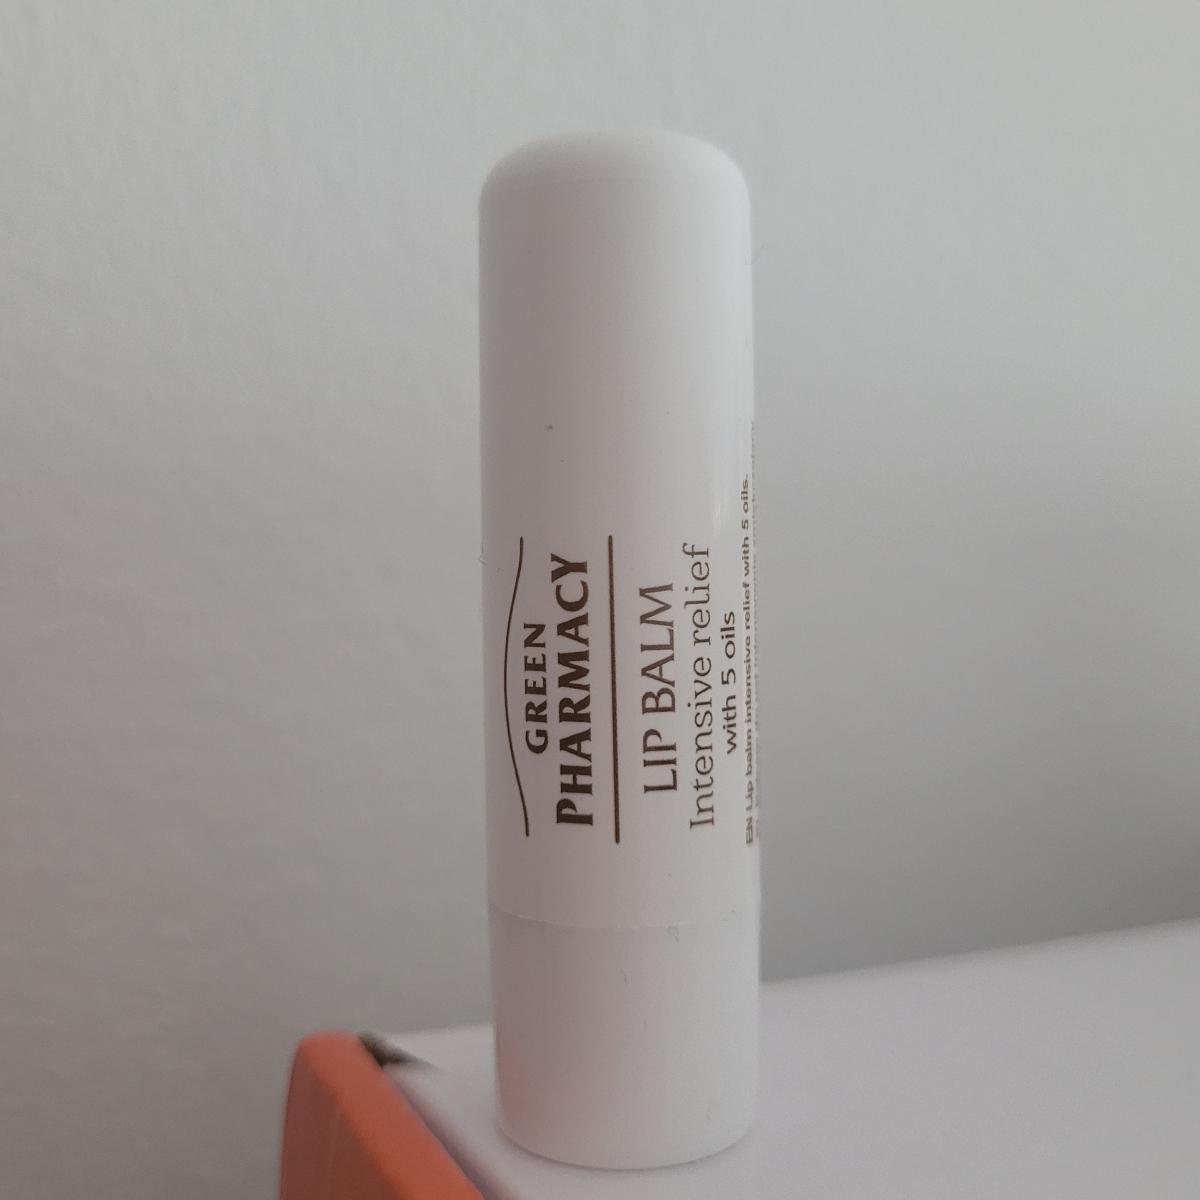 GREEN
PHARMACY
LIP BALM
Intensive relief
with 5 oils
EN Lip balm intensive relief with 5 oils.